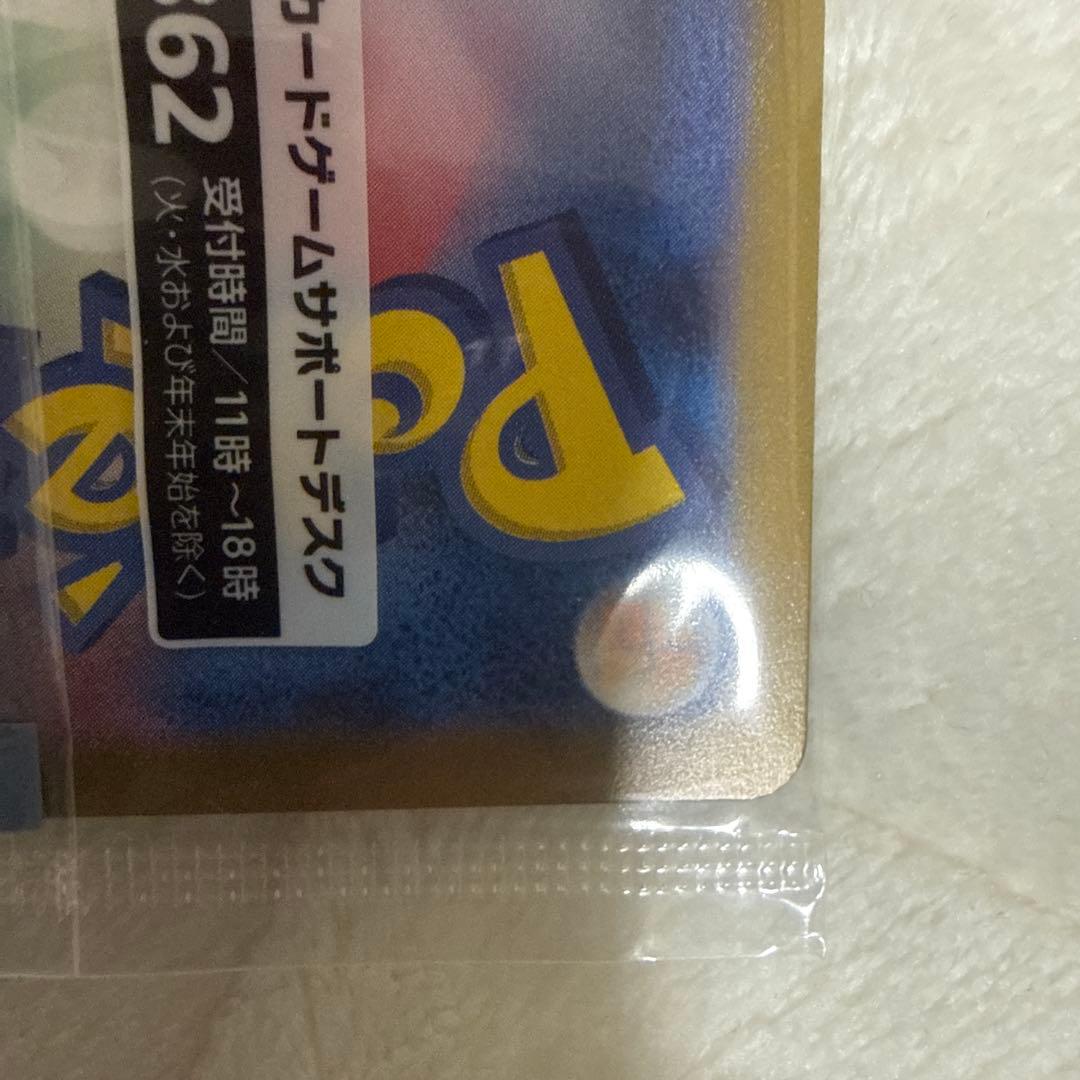 カードゲームサポートデスク
受付時間/11時~18時
362 (火・水および年末年始を除く)
Poké